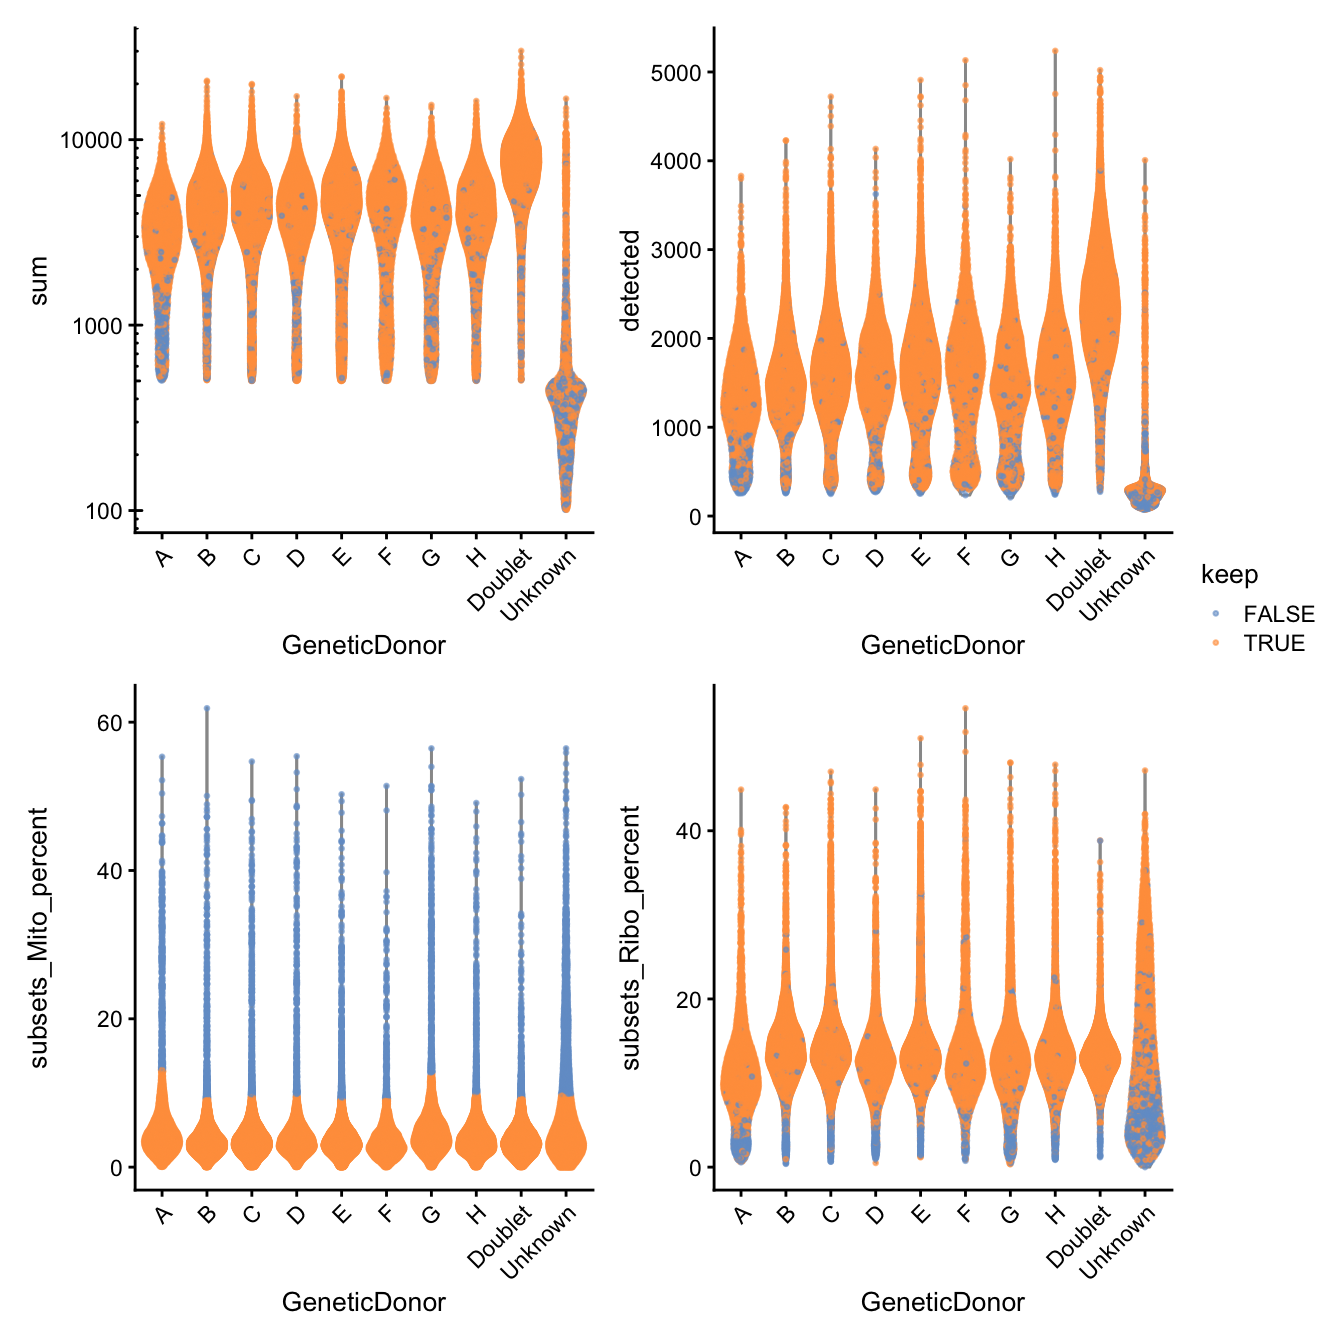 sum
10000
1000
100
A B C D E F G H Doublet Unknown
GeneticDonor
detected
5000
4000
3000
2000
1000
0
A B C D E F G H Doublet Unknown
GeneticDonor
keep
FALSE
TRUE
subsets_Mito_percent
60
40
20
0
A B C D E F G H Doublet Unknown
GeneticDonor
subsets_Ribo_percent
40
20
0
A B C D E F G H Doublet Unknown
GeneticDonor